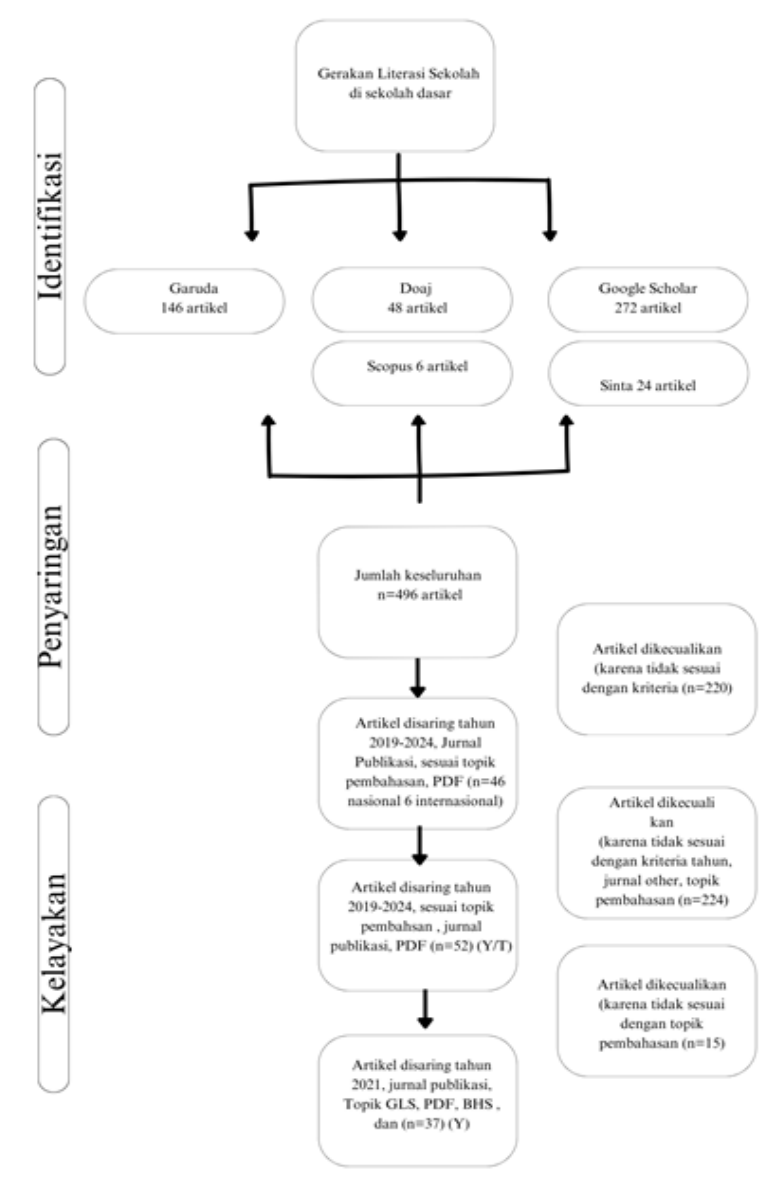 Gerakan Literasi Sekolah
di sekolah dasar
Identifikasi
Garuda
146 artikel
Doaj
48 artikel
Google Scholar
272 artikel
Scopus 6 artikel
Sinta 24 artikel
Penyaringan
Jumlah keseluruhan
n=496 artikel
Artikel dikecualikan
(karena tidak sesuai
dengan kriteria (n=220)
Artikel disaring tahun
2019-2024, Jurnal
Publikasi, sesuai topik
pembahasan, PDF (n=46
nasional 6 internasional)
Artikel dikecuali
kan
(karena tidak sesuai
dengan kriteria tahun,
jurnal other, topik
pembahasan (n=224)
Kelayakan
Artikel disaring tahun
2019-2024, sesuai topik
pembahsan , jurnal
publikasi, PDF (n=52) (Y/T)
Artikel dikecualikan
(karena tidak sesuai
dengan topik
pembahasan (n=15)
Artikel disaring tahun
2021, jurnal publikasi,
Topik GLS, PDF, BHS ,
dan (n=37) (Y)